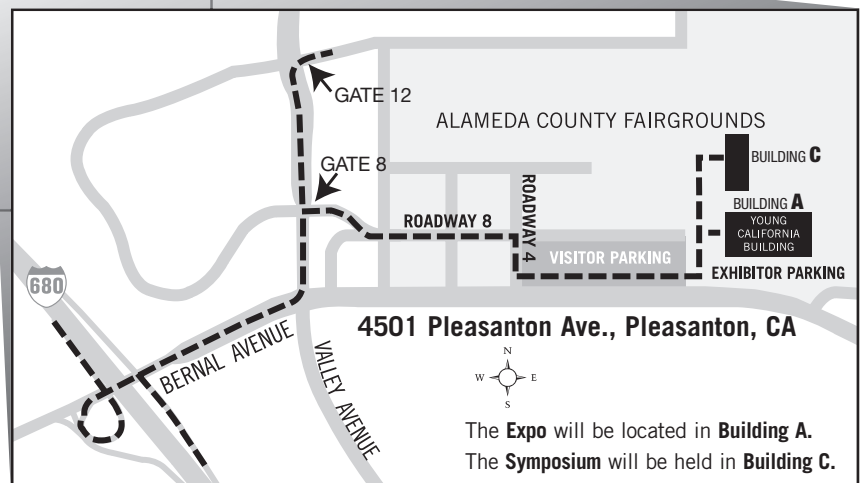 GATE 12
ALAMEDA COUNTY FAIRGROUNDS
BUILDING C
GATE 8
ROADWAY 4
BUILDING A
YOUNG
CALIFORNIA
BUILDING
ROADWAY 8
VISITOR PARKING
EXHIBITOR PARKING
680
4501 Pleasanton Ave., Pleasanton, CA
BERNAL AVENUE
VALLEY AVENUE
N
W E
S
The Expo will be located in Building A.
The Symposium will be held in Building C.